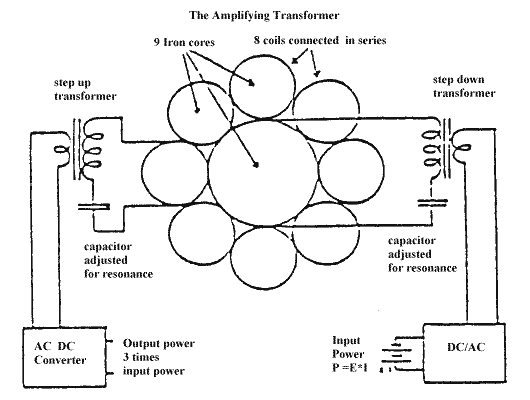 The Amplifying Transformer
9 Iron cores
8 coils connected in series
step up
transformer
step down
transformer
capacitor
adjusted
for resonance
capacitor
adjusted
for resonance
AC DC
Converter
Output power
3 times
input power
Input
Power
P =E*I
DC/AC